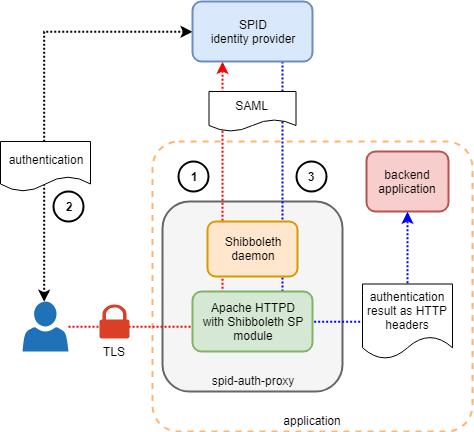 SPID
identity provider
SAML
authentication
1
3
2
backend
application
Shibboleth
daemon
Apache HTTPD
with Shibboleth SP
module
authentication
result as HTTP
headers
TLS
spid-auth-proxy
application